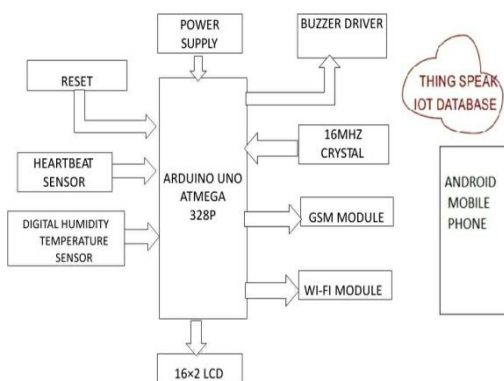 POWER
SUPPLY
BUZZER DRIVER
RESET
THING SPEAK
IOT DATABASE
HEARTBEAT
SENSOR
ARDUINO UNO
ATMEGA
328P
16MHZ
CRYSTAL
ANDROID
MOBILE
PHONE
DIGITAL HUMIDITY
TEMPERATURE
SENSOR
GSM MODULE
WI-FI MODULE
16×2 LCD